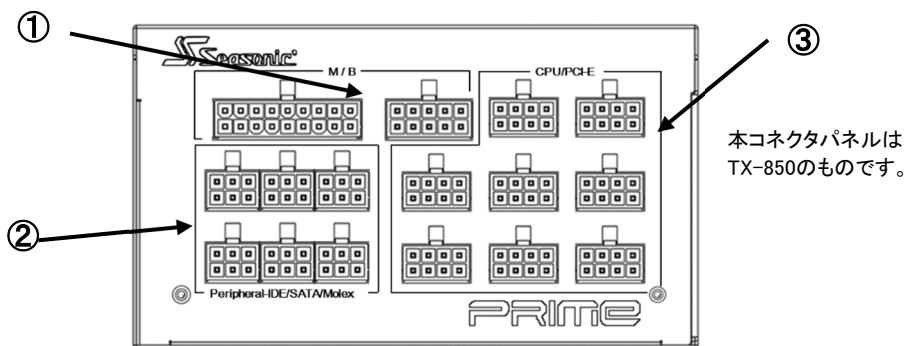 ①
③
Seasonic
M / B
CPU/PCI-E
本コネクタパネルは
TX-850のものです。
②
Peripheral-IDE/SATA/Molex
PRIME